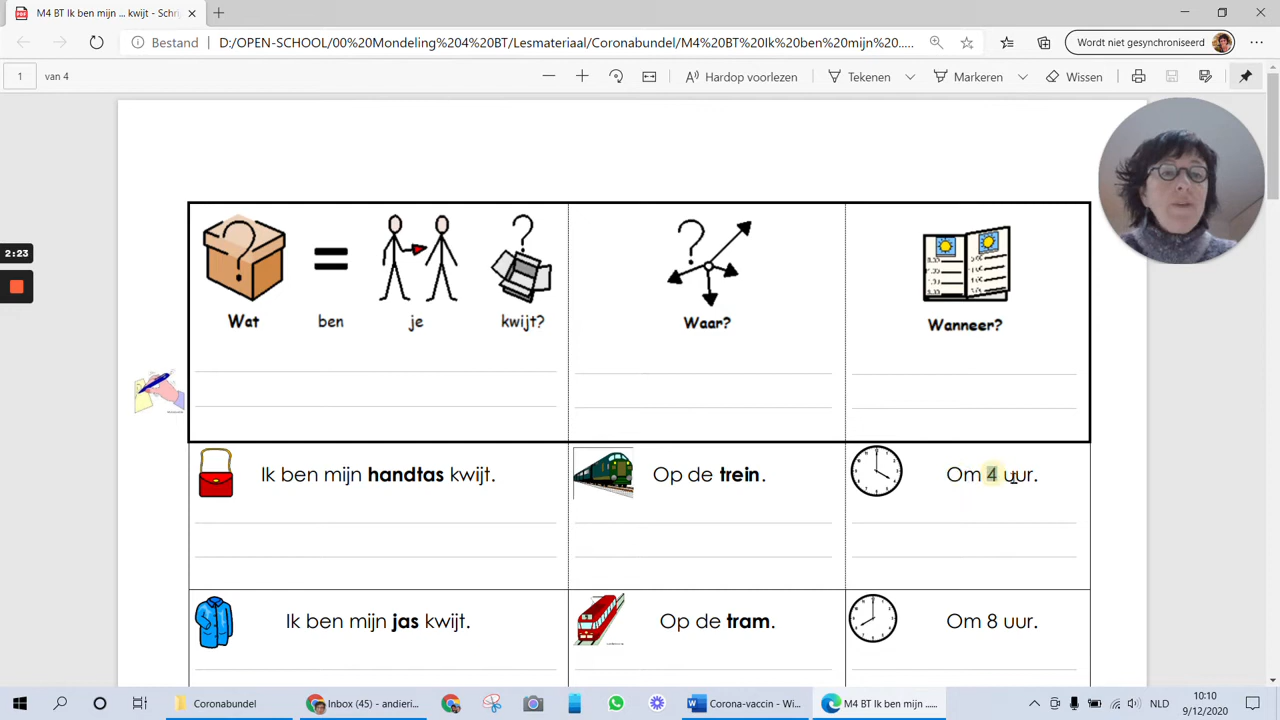 M4 BT Ik ben mijn ... kwijt - Schri
Bestand
D:/OPEN-SCHOOL/00%20Mondeling%204%20BT/Lesmateriaal/Coronabundel/M4%20BT%20Ik%20ben%20mijn%20...
Wordt niet gesynchroniseerd
1 van 4
Hardop voorlezen
Tekenen
Markeren
Wissen
Wat ben je kwijt?
Waar?
Wanneer?
2:23
Ik ben mijn handtas kwijt.
Op de trein.
Om 4 uur.
Ik ben mijn jas kwijt.
Op de tram.
Om 8 uur.
Coronabundel
Inbox (45) - andieri...
Corona-vaccin - Wi...
M4 BT Ik ben mijn ...
NLD
10:10
9/12/2020